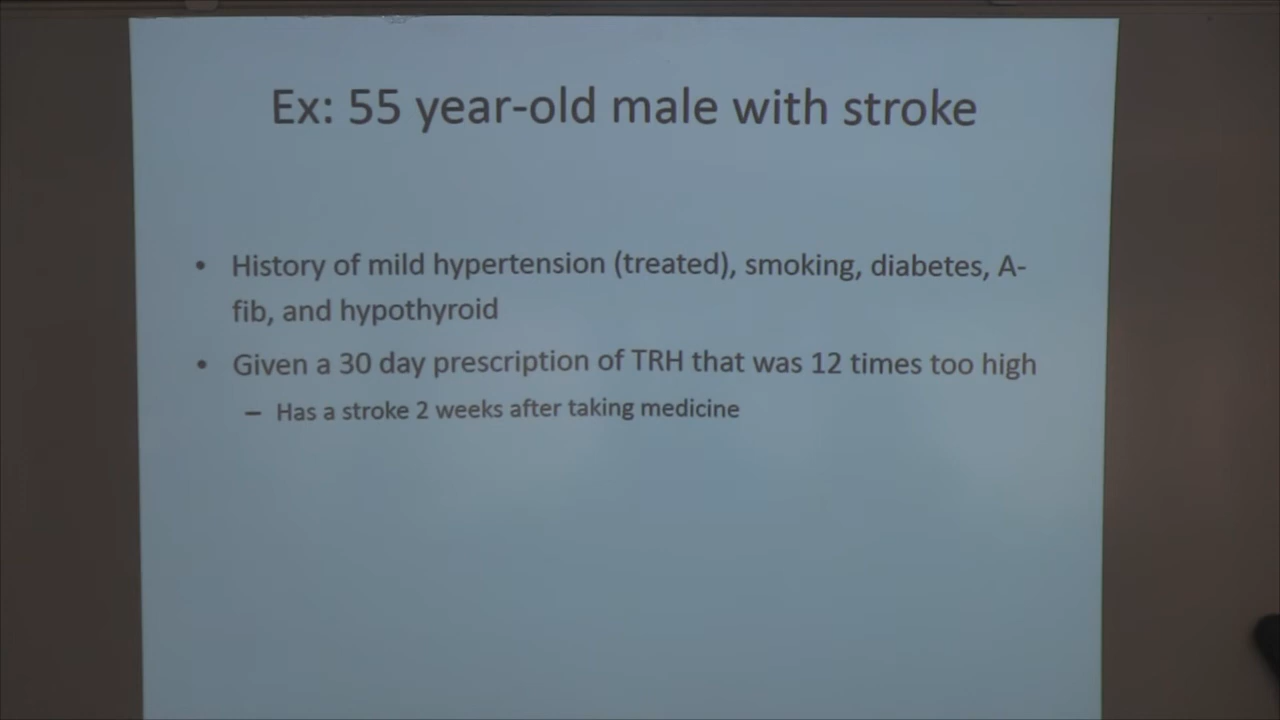 Ex: 55 year-old male with stroke
• History of mild hypertension (treated), smoking, diabetes, A-
fib, and hypothyroid
• Given a 30 day prescription of TRH that was 12 times too high
– Has a stroke 2 weeks after taking medicine